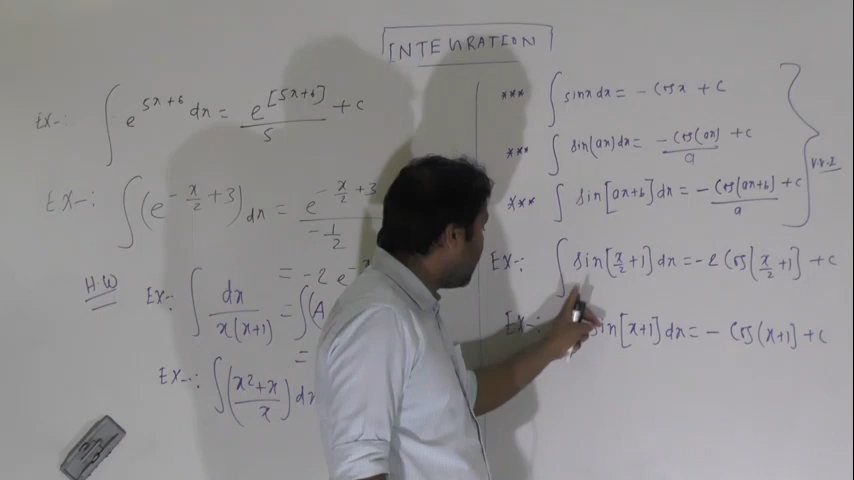 INTEGRATION
Ex-: ∫ e^(5x+6) dx = e^[5x+6]/5 + c
Ex-: ∫ (e^(-x/2 + 3)) dx = e^(-x/2 + 3)/(-1/2)
= -2 e
H.W
Ex-: ∫ dx/(x(x+1)) = ∫ (A
=
Ex-: ∫ ((x²+x)/x) dx
*** ∫ sinx dx = - Cosx + C
*** ∫ sin(ax) dx = -Cos(ax)/a + c
*** ∫ sin[ax+b] dx = -Cos(ax+b)/a + c
V.V.I
Ex-: ∫ sin[x/2 + 1] dx = -2 Cos[x/2 + 1] + c
Ex-: sin[x+1] dx = - Cos(x+1] + c